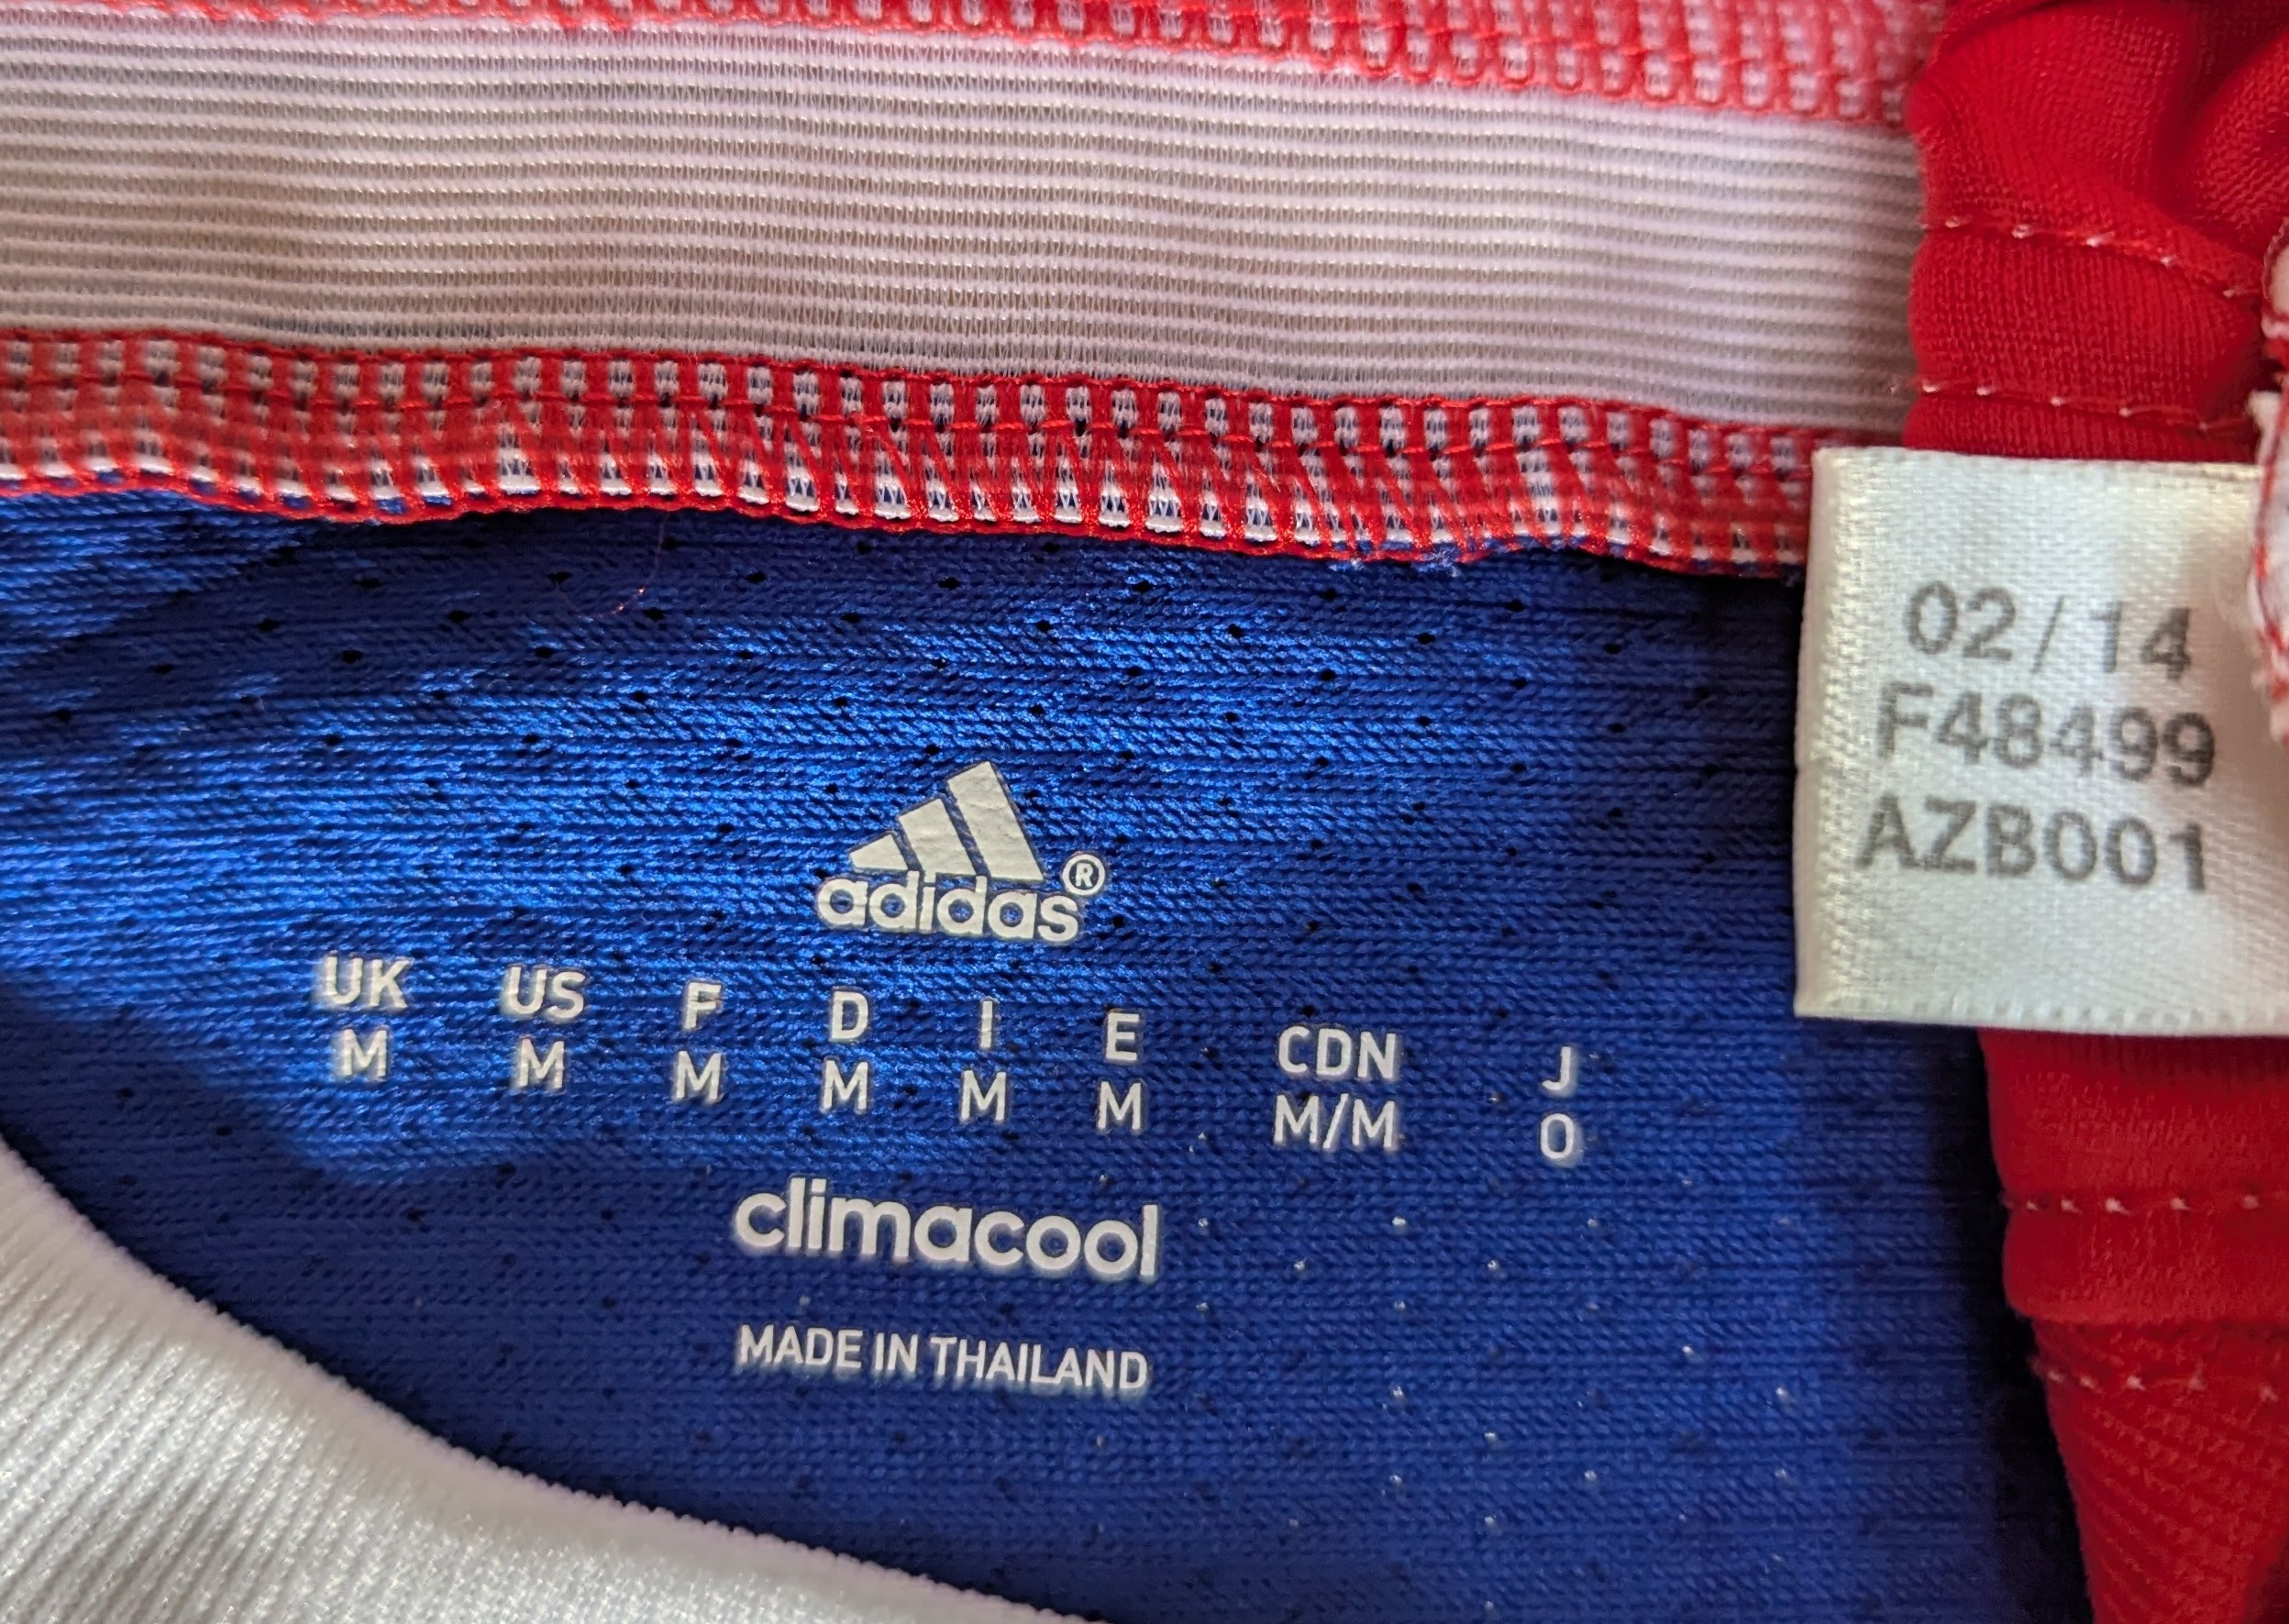 adidas®
UK US F D I E CDN J
M M M M M M M/M O
climacool
MADE IN THAILAND
02/14
F48499
AZB001